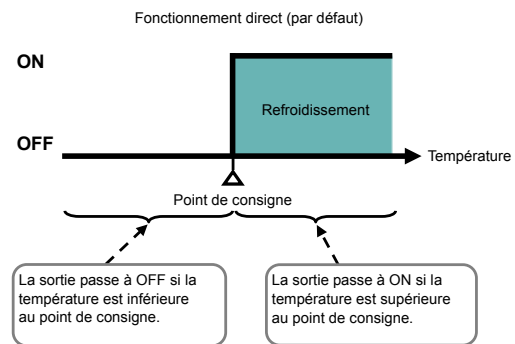 Fonctionnement direct (par défaut)
ON
Refroidissement
OFF
Température
Point de consigne
La sortie passe à OFF si la
température est inférieure
au point de consigne.
La sortie passe à ON si la
température est supérieure
au point de consigne.